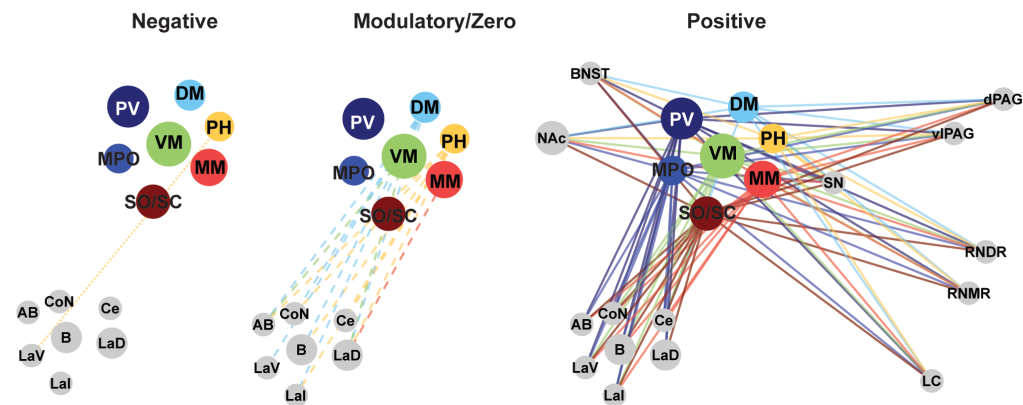 Negative
Modulatory/Zero
Positive
PV
DM
PH
VM
MPO
MM
SO/SC
AB
CoN
Ce
B
LaV
LaD
LaI
PV
DM
PH
VM
MPO
MM
SO/SC
AB
CoN
Ce
B
LaV
LaD
LaI
BNST
NAc
PV
DM
PH
VM
MPO
MM
SO/SC
dPAG
vlPAG
SN
RNDR
RNMR
LC
AB
CoN
Ce
B
LaV
LaD
LaI